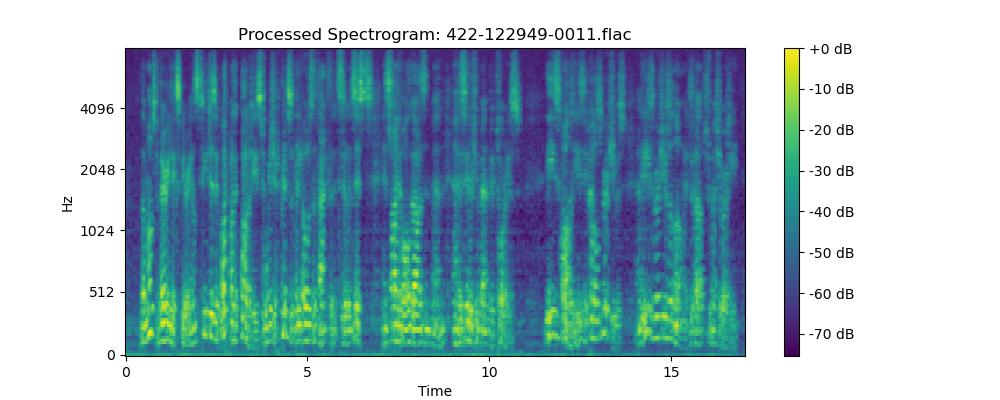 Processed Spectrogram: 422-122949-0011.flac
Hz
4096
2048
1024
512
0
0
5
10
15
Time
+0 dB
-10 dB
-20 dB
-30 dB
-40 dB
-50 dB
-60 dB
-70 dB